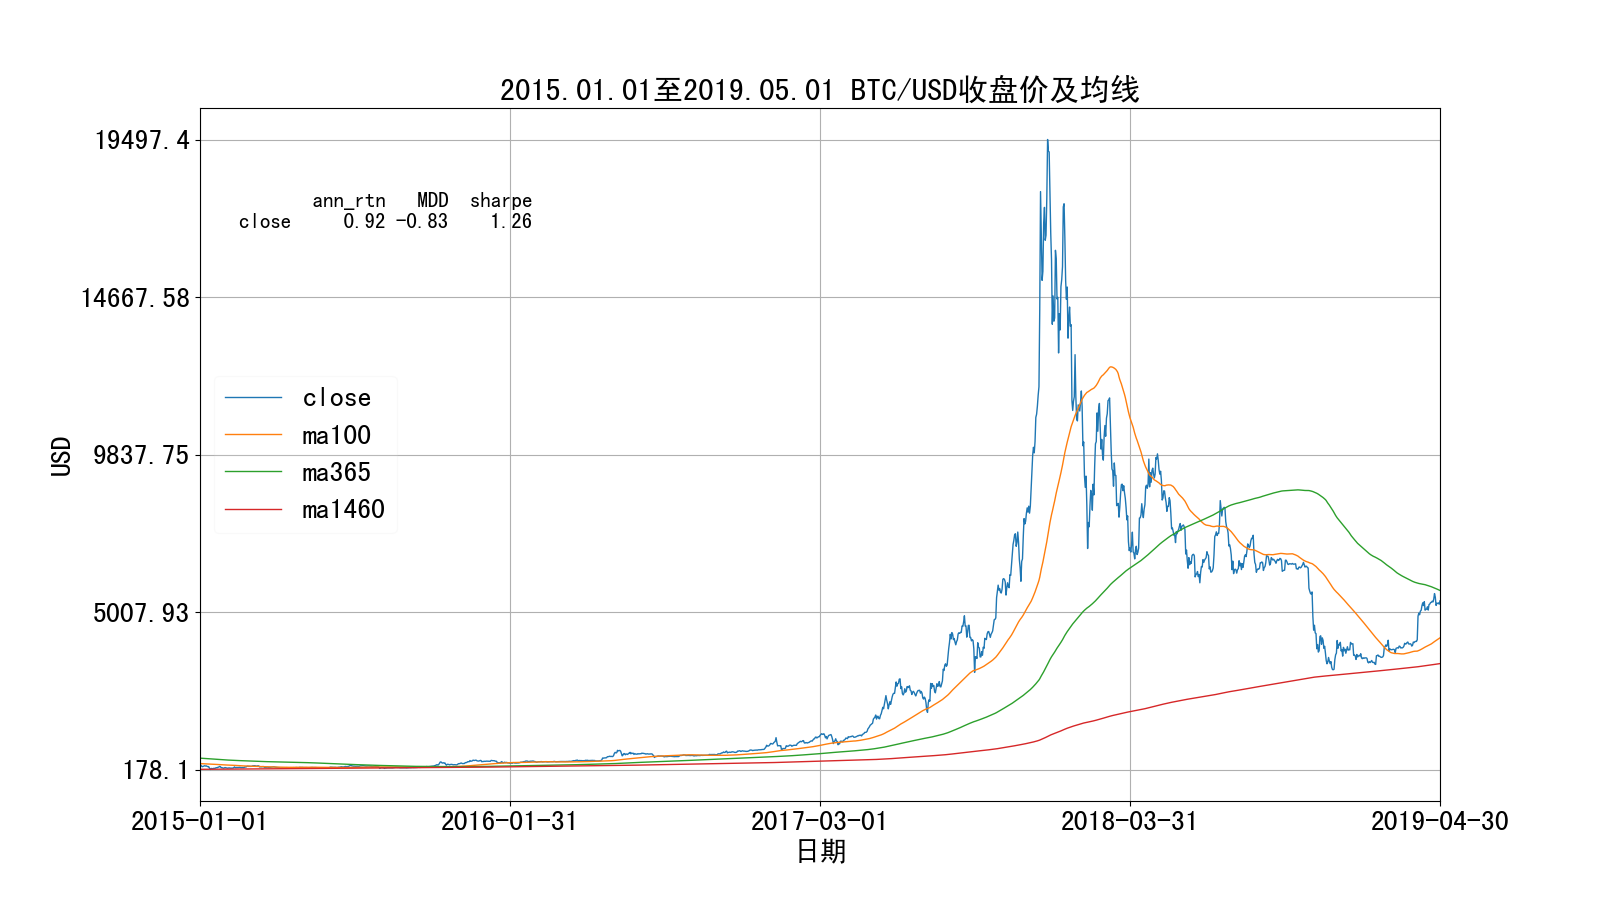 2015.01.01至2019.05.01 BTC/USD收盘价及均线
19497.4
14667.58
9837.75
5007.93
178.1
USD
ann_rtn MDD sharpe
close 0.92 -0.83 1.26
close
ma100
ma365
ma1460
2015-01-01 2016-01-31 2017-03-01 2018-03-31 2019-04-30
日期